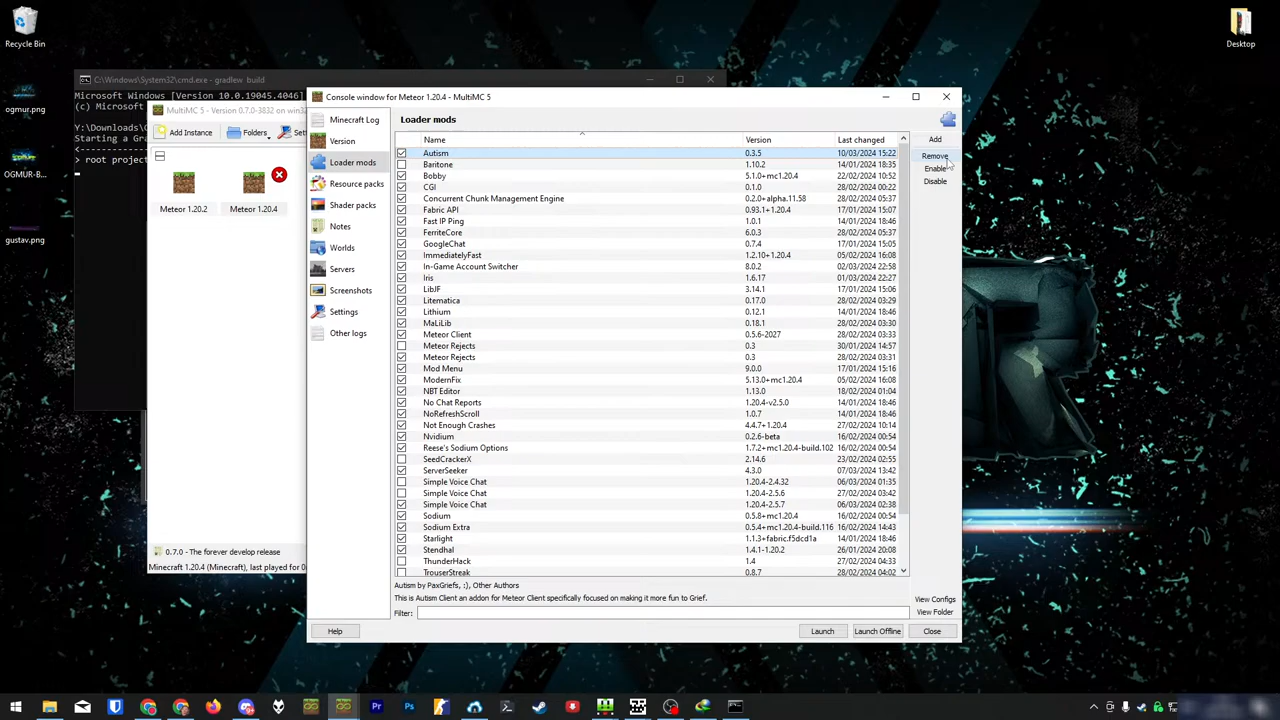 Recycle Bin
ogmur.png
OGMUR-B...
gustav.png
Desktop
C:\Windows\System32\cmd.exe - gradlew build
Microsoft Windows [Version 10.0.19045.4046]
(c) Microsoft
Y:\Downloads\
Starting a Gr
<-----------
> root project
MultiMC 5 - Version 0.7.0-3832 on win32
Add Instance
Folders
Sett
Meteor 1.20.2
Meteor 1.20.4
0.7.0 - The forever develop release
Minecraft 1.20.4, last played for 0
Console window for Meteor 1.20.4 - MultiMC 5
Minecraft Log
Version
Loader mods
Resource packs
Shader packs
Notes
Worlds
Servers
Screenshots
Settings
Other logs
Loader mods
Name Version Last changed
Autism 0.3.5 10/03/2024 15:22
Baritone 1.10.2 14/01/2024 18:35
Bobby 5.1.0+mc1.20.4 22/02/2024 10:52
CGI 0.1.0 28/02/2024 00:22
Concurrent Chunk Management Engine 0.2.0+alpha.11.58 28/02/2024 05:37
Fabric API 0.93.1+1.20.4 17/01/2024 15:07
Fast IP Ping 1.0.1 14/01/2024 18:46
FerriteCore 6.0.3 28/02/2024 05:37
GoogleChat 0.7.4 17/01/2024 15:05
ImmediatelyFast 1.2.10+1.20.4 05/02/2024 16:08
In-Game Account Switcher 8.0.2 03/03/2024 22:58
Iris 1.6.17 01/03/2024 22:27
LibJF 3.14.1 17/01/2024 15:06
Litematica 0.17.0 28/02/2024 03:29
Lithium 0.12.1 14/01/2024 18:46
MaLiLib 0.18.1 28/02/2024 03:30
Meteor Client 0.5.6-2027 28/02/2024 03:33
Meteor Rejects 0.3 30/01/2024 14:57
Meteor Rejects 0.3 28/02/2024 03:31
Mod Menu 9.0.0 17/01/2024 15:16
ModernFix 5.13.0+mc1.20.4 05/02/2024 16:08
NBT Editor 1.13.0 18/02/2024 01:04
No Chat Reports 1.20.4-v2.5.0 14/01/2024 18:46
NoRefreshScroll 1.0.7 14/01/2024 18:46
Not Enough Crashes 4.4.7+1.20.4 27/02/2024 10:14
Nvidium 0.2.6-beta 16/02/2024 00:54
Reese's Sodium Options 1.7.2+mc1.20.4-build.102 16/02/2024 00:54
SeedCrackerX 2.14.6 23/02/2024 02:55
ServerSeeker 4.3.0 07/03/2024 13:42
Simple Voice Chat 1.20.4-2.4.32 06/03/2024 01:35
Simple Voice Chat 1.20.4-2.5.6 27/02/2024 03:42
Simple Voice Chat 1.20.4-2.5.7 28/02/2024 00:37
Sodium 0.5.8+mc1.20.4 16/02/2024 00:54
Sodium Extra 0.5.4+mc1.20.4-build.116 16/02/2024 14:43
Starlight 1.1.3+fabric.f5dcd1a 14/01/2024 18:46
Stendhal 1.4.1-1.20.2 26/01/2024 20:08
ThunderHack 1.4 28/02/2024 01:01
TrouserStreak 0.8.7 28/02/2024 04:02
Add
Remove
Enable
Disable
View Configs
View Folder
Autism by PaxGriefs, :), Other Authors
This is Autism Client an addon for Meteor Client specifically focused on making it more fun to Grief.
Filter:
Help
Launch
Launch Offline
Close